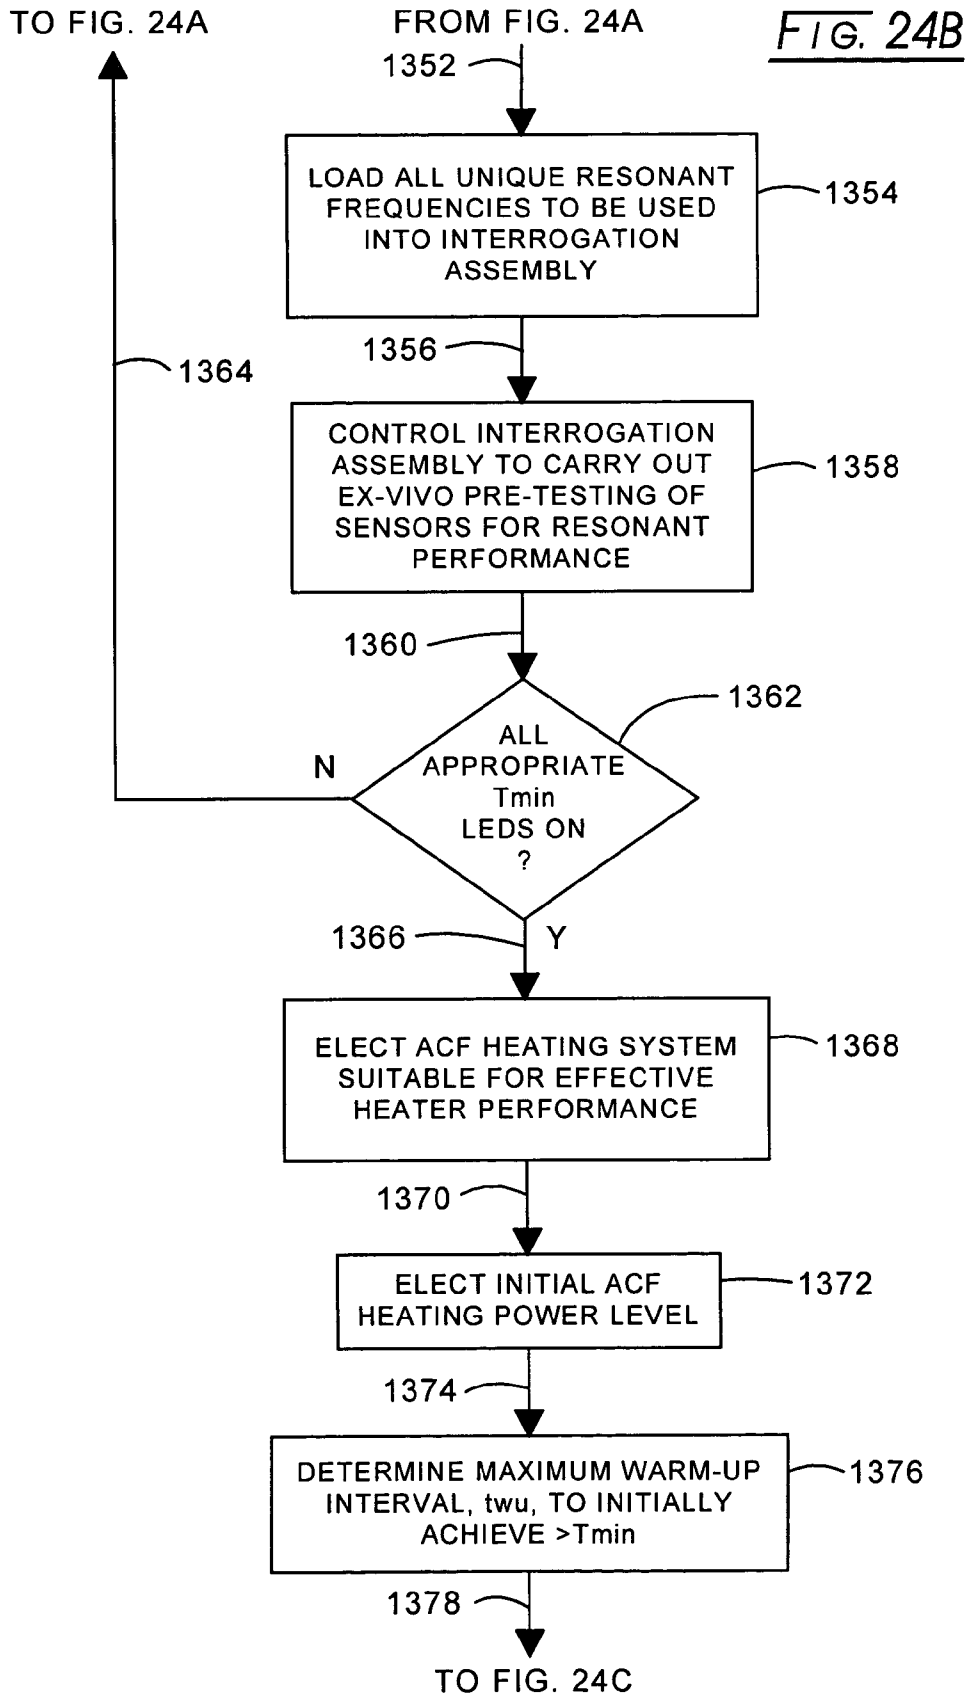 TO FIG. 24A
FROM FIG. 24A
FIG. 24B
1352
LOAD ALL UNIQUE RESONANT
FREQUENCIES TO BE USED
INTO INTERROGATION
ASSEMBLY
1354
1356
1364
CONTROL INTERROGATION
ASSEMBLY TO CARRY OUT
EX-VIVO PRE-TESTING OF
SENSORS FOR RESONANT
PERFORMANCE
1358
1360
1362
ALL
APPROPRIATE
Tmin
LEDS ON
?
N
1366
Y
ELECT ACF HEATING SYSTEM
SUITABLE FOR EFFECTIVE
HEATER PERFORMANCE
1368
1370
ELECT INITIAL ACF
HEATING POWER LEVEL
1372
1374
DETERMINE MAXIMUM WARM-UP
INTERVAL, twu, TO INITIALLY
ACHIEVE >Tmin
1376
1378
TO FIG. 24C